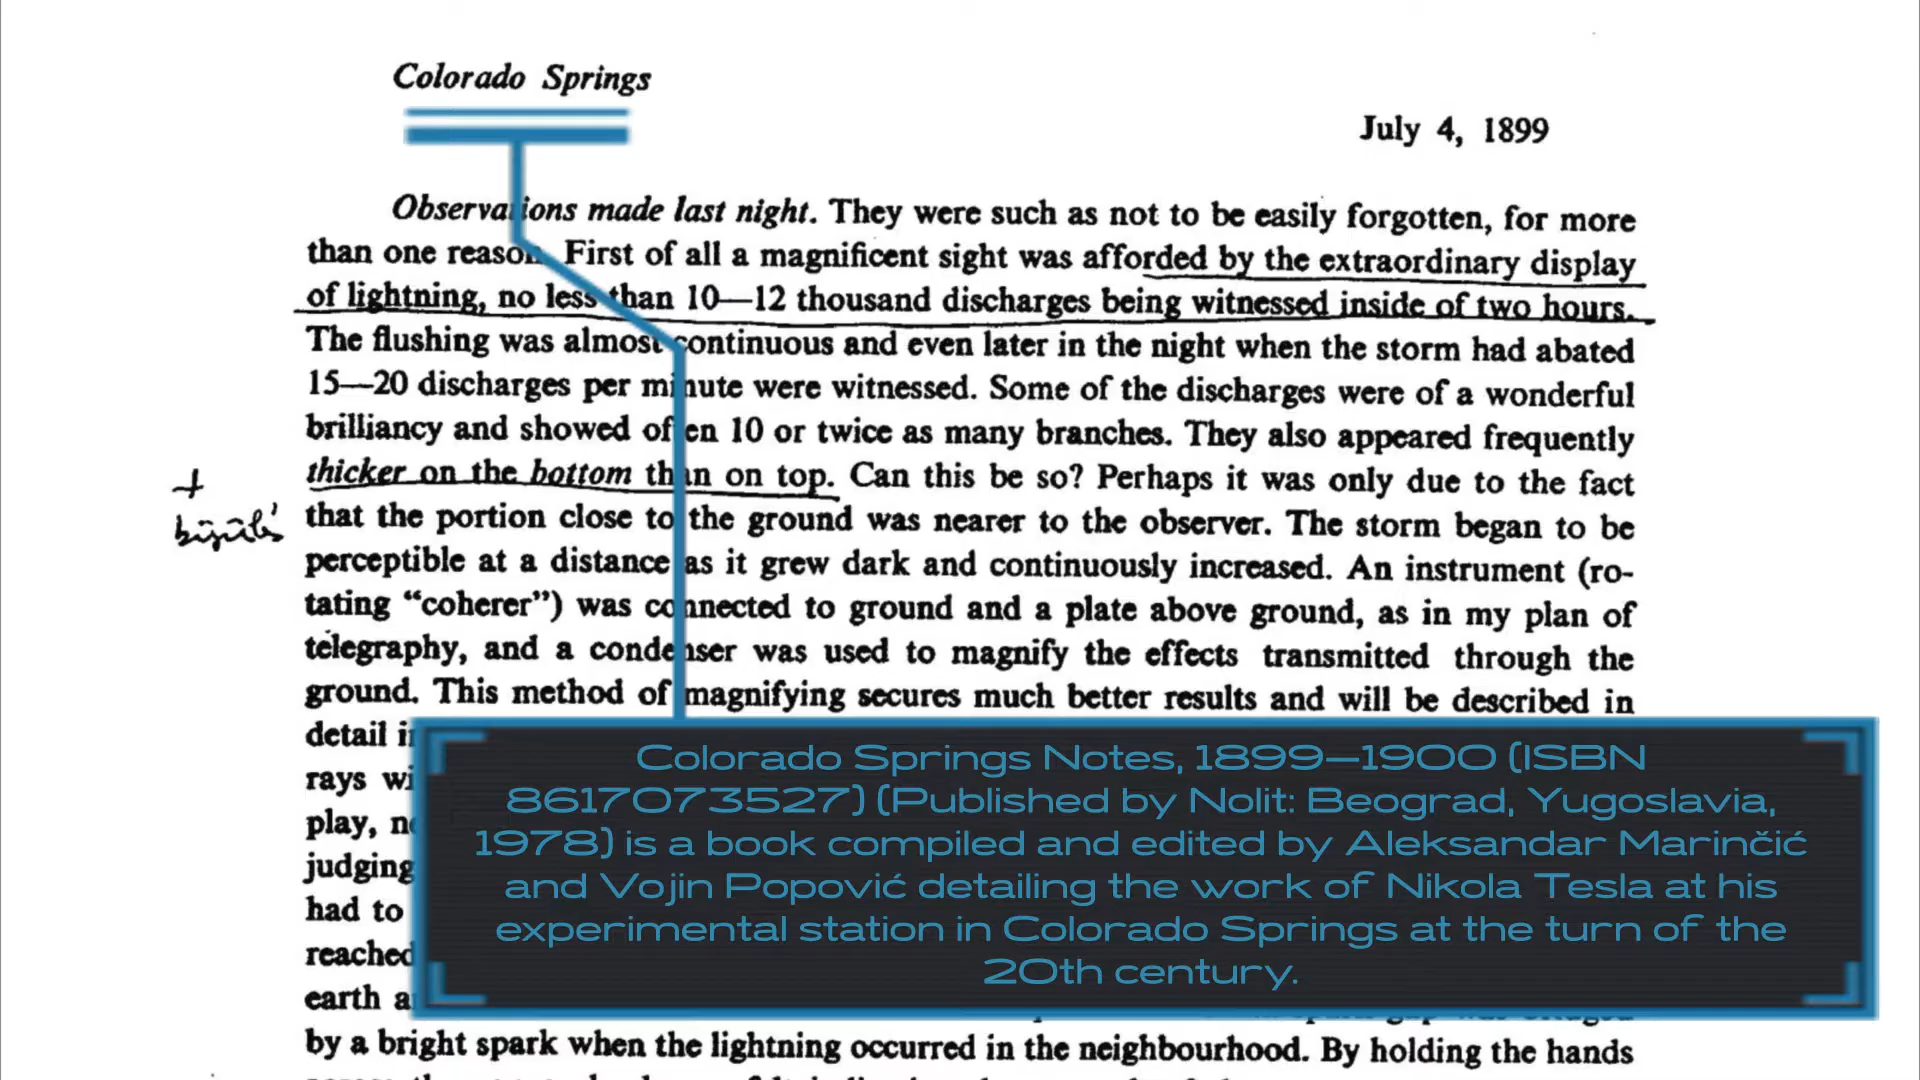 Colorado Springs
July 4, 1899
Observations made last night. They were such as not to be easily forgotten, for more
than one reason. First of all a magnificent sight was afforded by the extraordinary display
of lightning, no less than 10—12 thousand discharges being witnessed inside of two hours.
The flushing was almost continuous and even later in the night when the storm had abated
15—20 discharges per minute were witnessed. Some of the discharges were of a wonderful
brilliancy and showed often 10 or twice as many branches. They also appeared frequently
thicker on the bottom than on top. Can this be so? Perhaps it was only due to the fact
that the portion close to the ground was nearer to the observer. The storm began to be
perceptible at a distance as it grew dark and continuously increased. An instrument (ro-
tating “coherer”) was connected to ground and a plate above ground, as in my plan of
telegraphy, and a condenser was used to magnify the effects transmitted through the
ground. This method of magnifying secures much better results and will be described in
detail
rays
play,
judging
had to
reached
earth
by a bright spark when the lightning occurred in the neighbourhood. By holding the hands
Colorado Springs Notes, 1899—1900 (ISBN
8617073527) (Published by Nolit: Beograd, Yugoslavia,
1978) is a book compiled and edited by Aleksandar Marinčić
and Vojin Popović detailing the work of Nikola Tesla at his
experimental station in Colorado Springs at the turn of the
20th century.